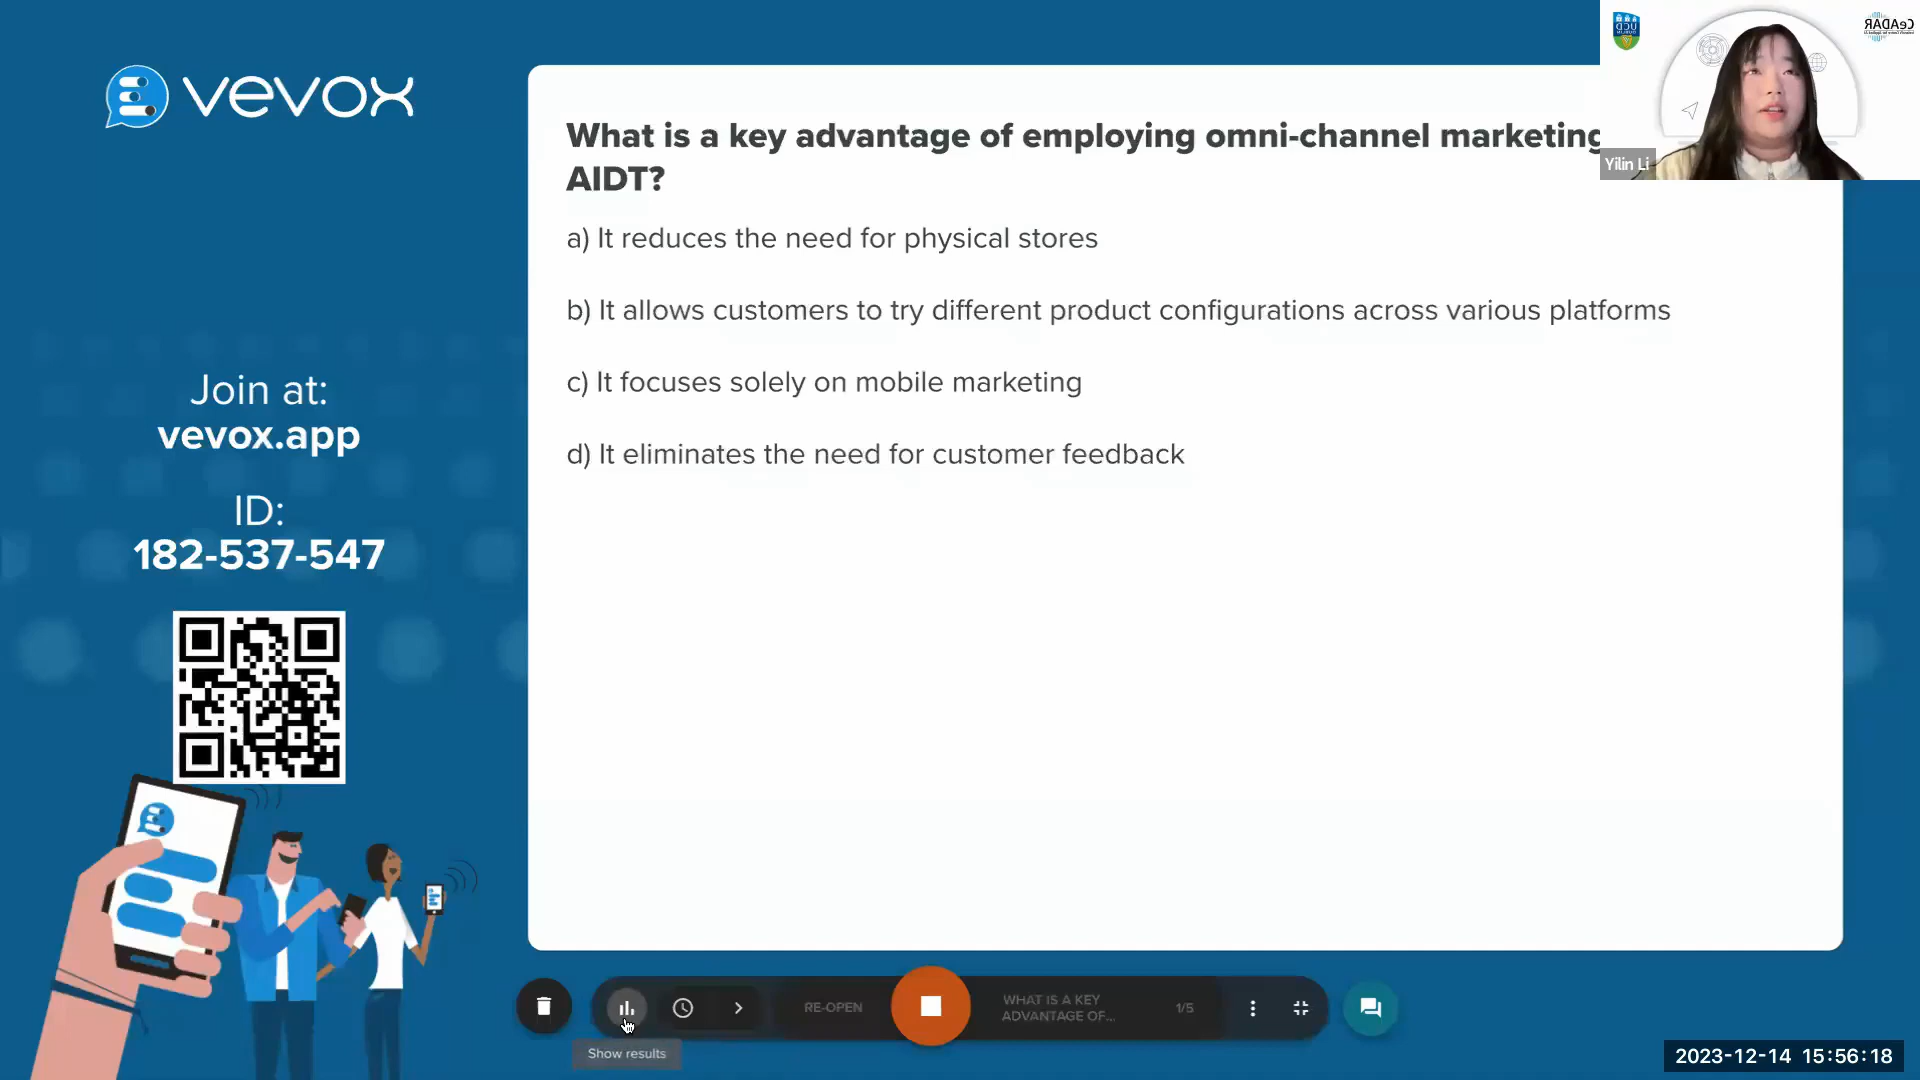 vevox
What is a key advantage of employing omni-channel marketing
AIDT?
a) It reduces the need for physical stores
b) It allows customers to try different product configurations across various platforms
c) It focuses solely on mobile marketing
d) It eliminates the need for customer feedback
Join at:
vevox.app
ID:
182-537-547
UCD
DUBLIN
CeADAR
Yilin Li
RE-OPEN
WHAT IS A KEY
ADVANTAGE OF...
1/5
Show results
2023-12-14 15:56:18